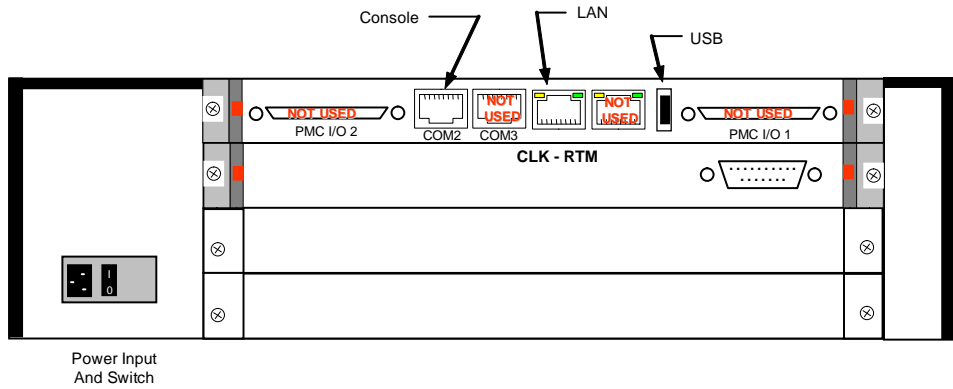 Console
LAN
USB
NOT USED
PMC I/O 2
COM2
NOT
USED
COM3
NOT
USED
NOT USED
PMC I/O 1
CLK - RTM
I
0
Power Input
And Switch